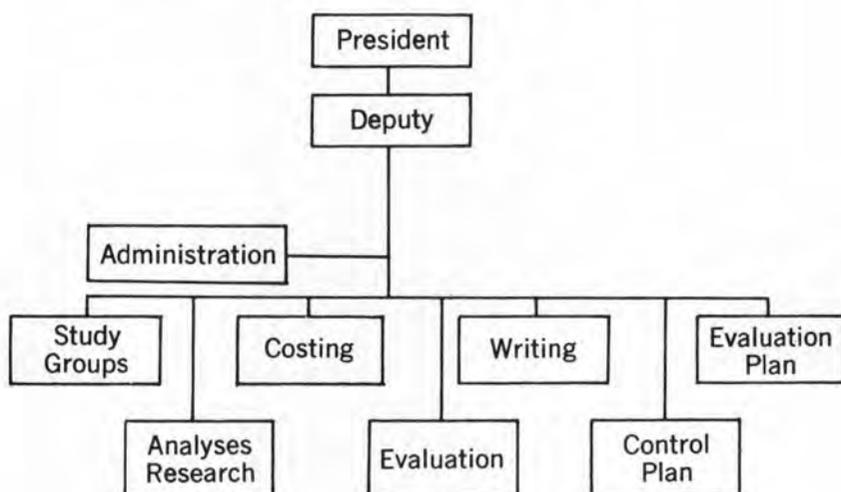 President
Deputy
Administration
Study
Groups
Costing
Writing
Evaluation
Plan
Analyses
Research
Evaluation
Control
Plan